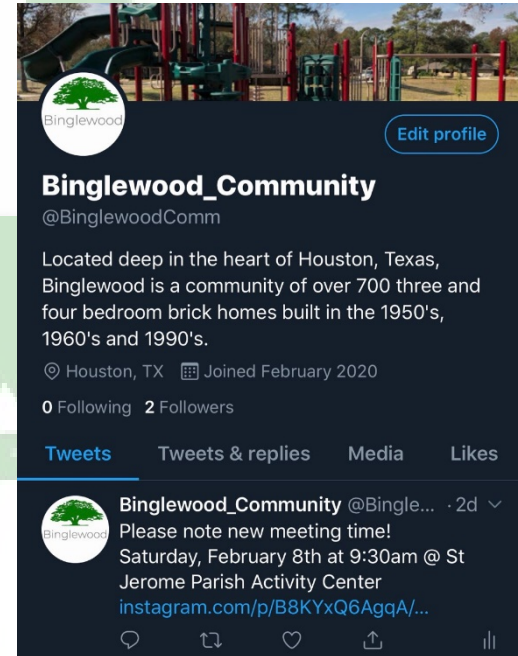 Binglewood
Edit profile
Binglewood_Community
@BinglewoodComm
Located deep in the heart of Houston, Texas,
Binglewood is a community of over 700 three and
four bedroom brick homes built in the 1950's,
1960's and 1990's.
Houston, TX Joined February 2020
0 Following 2 Followers
Tweets Tweets & replies Media Likes
Binglewood_Community @Bingle... · 2d
Binglewood
Please note new meeting time!
Saturday, February 8th at 9:30am @ St
Jerome Parish Activity Center
instagram.com/p/B8KYxQ6AgqA/...